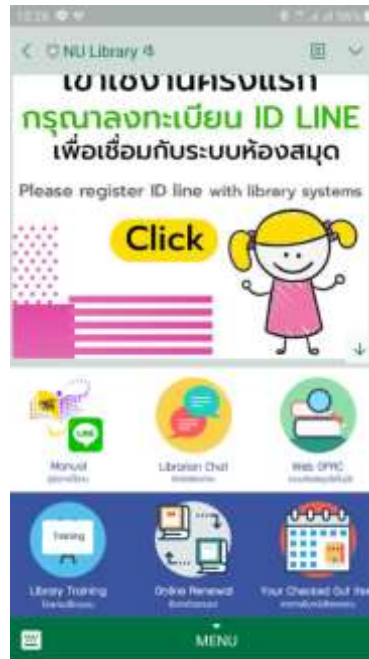 NU Library
เข้าใช้งานครั้งแรก
กรุณาลงทะเบียน ID LINE
เพื่อเชื่อมกับระบบห้องสมุด
Please register ID line with library systems
Click
LINE
Manual
Librarian Chat
Web OPAC
Training
Library Training
Online Renewal
Your Checked Out
MENU